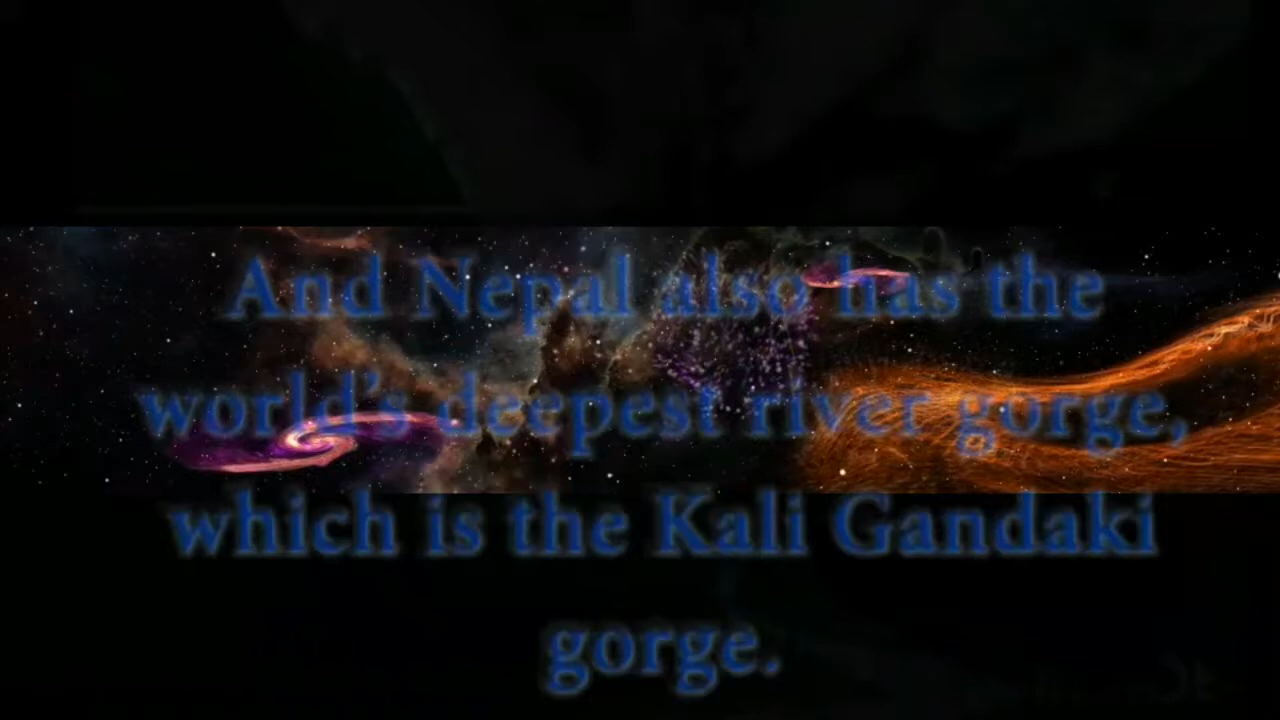 And Nepal also has the
world's deepest river gorge,
which is the Kali Gandaki
gorge.